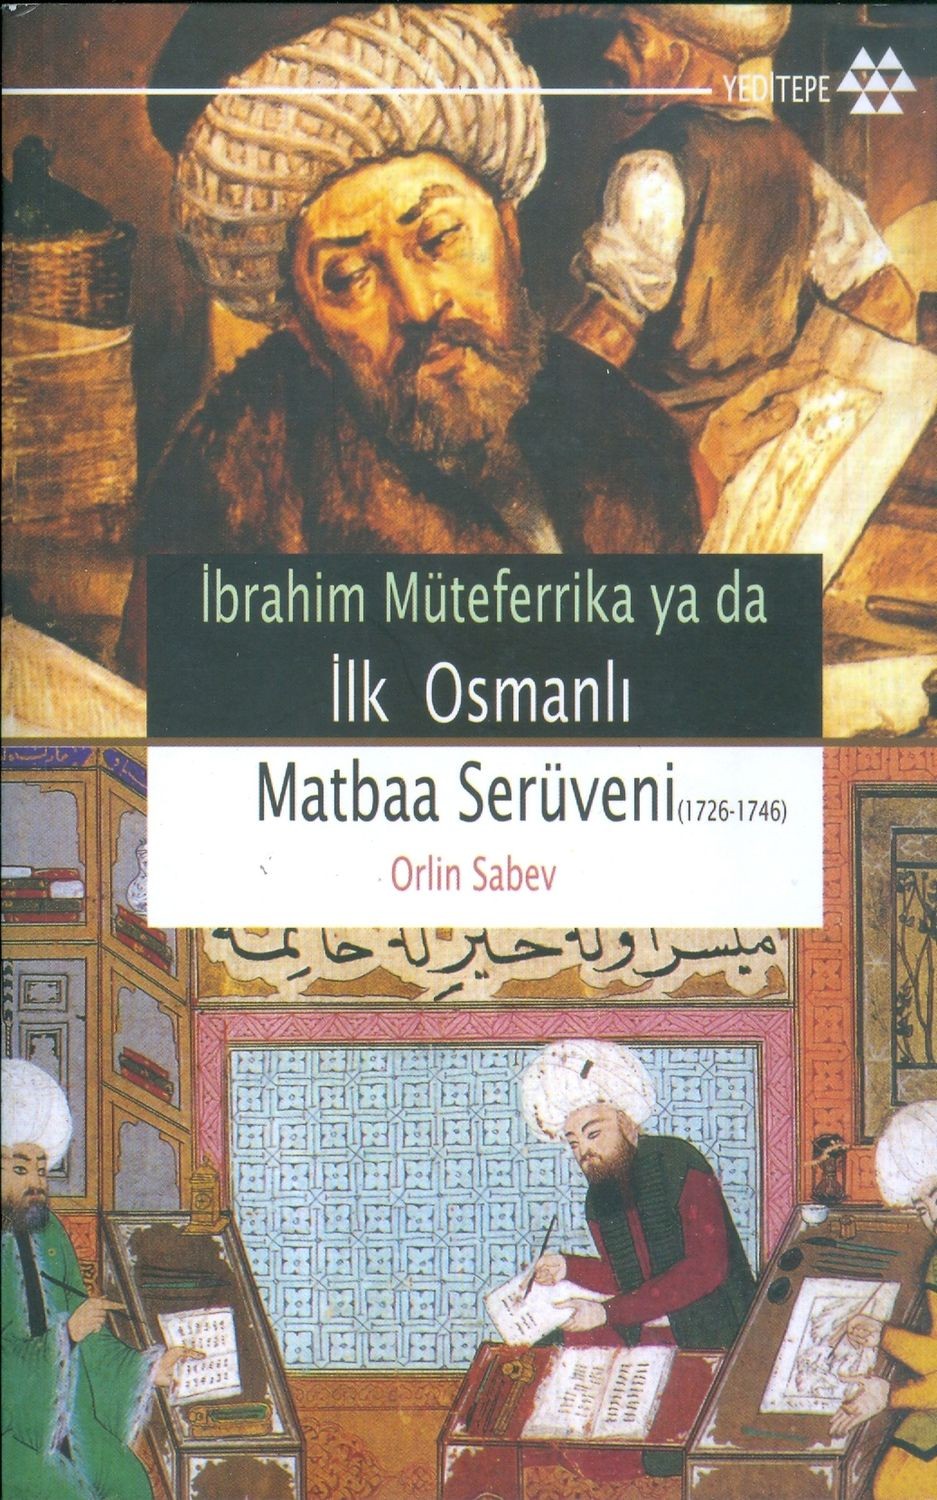 YEDİTEPE
İbrahim Müteferrika ya da
İlk Osmanlı
Matbaa Serüveni (1726-1746)
Orlin Sabev
ميسر اوله خير له خاتمه